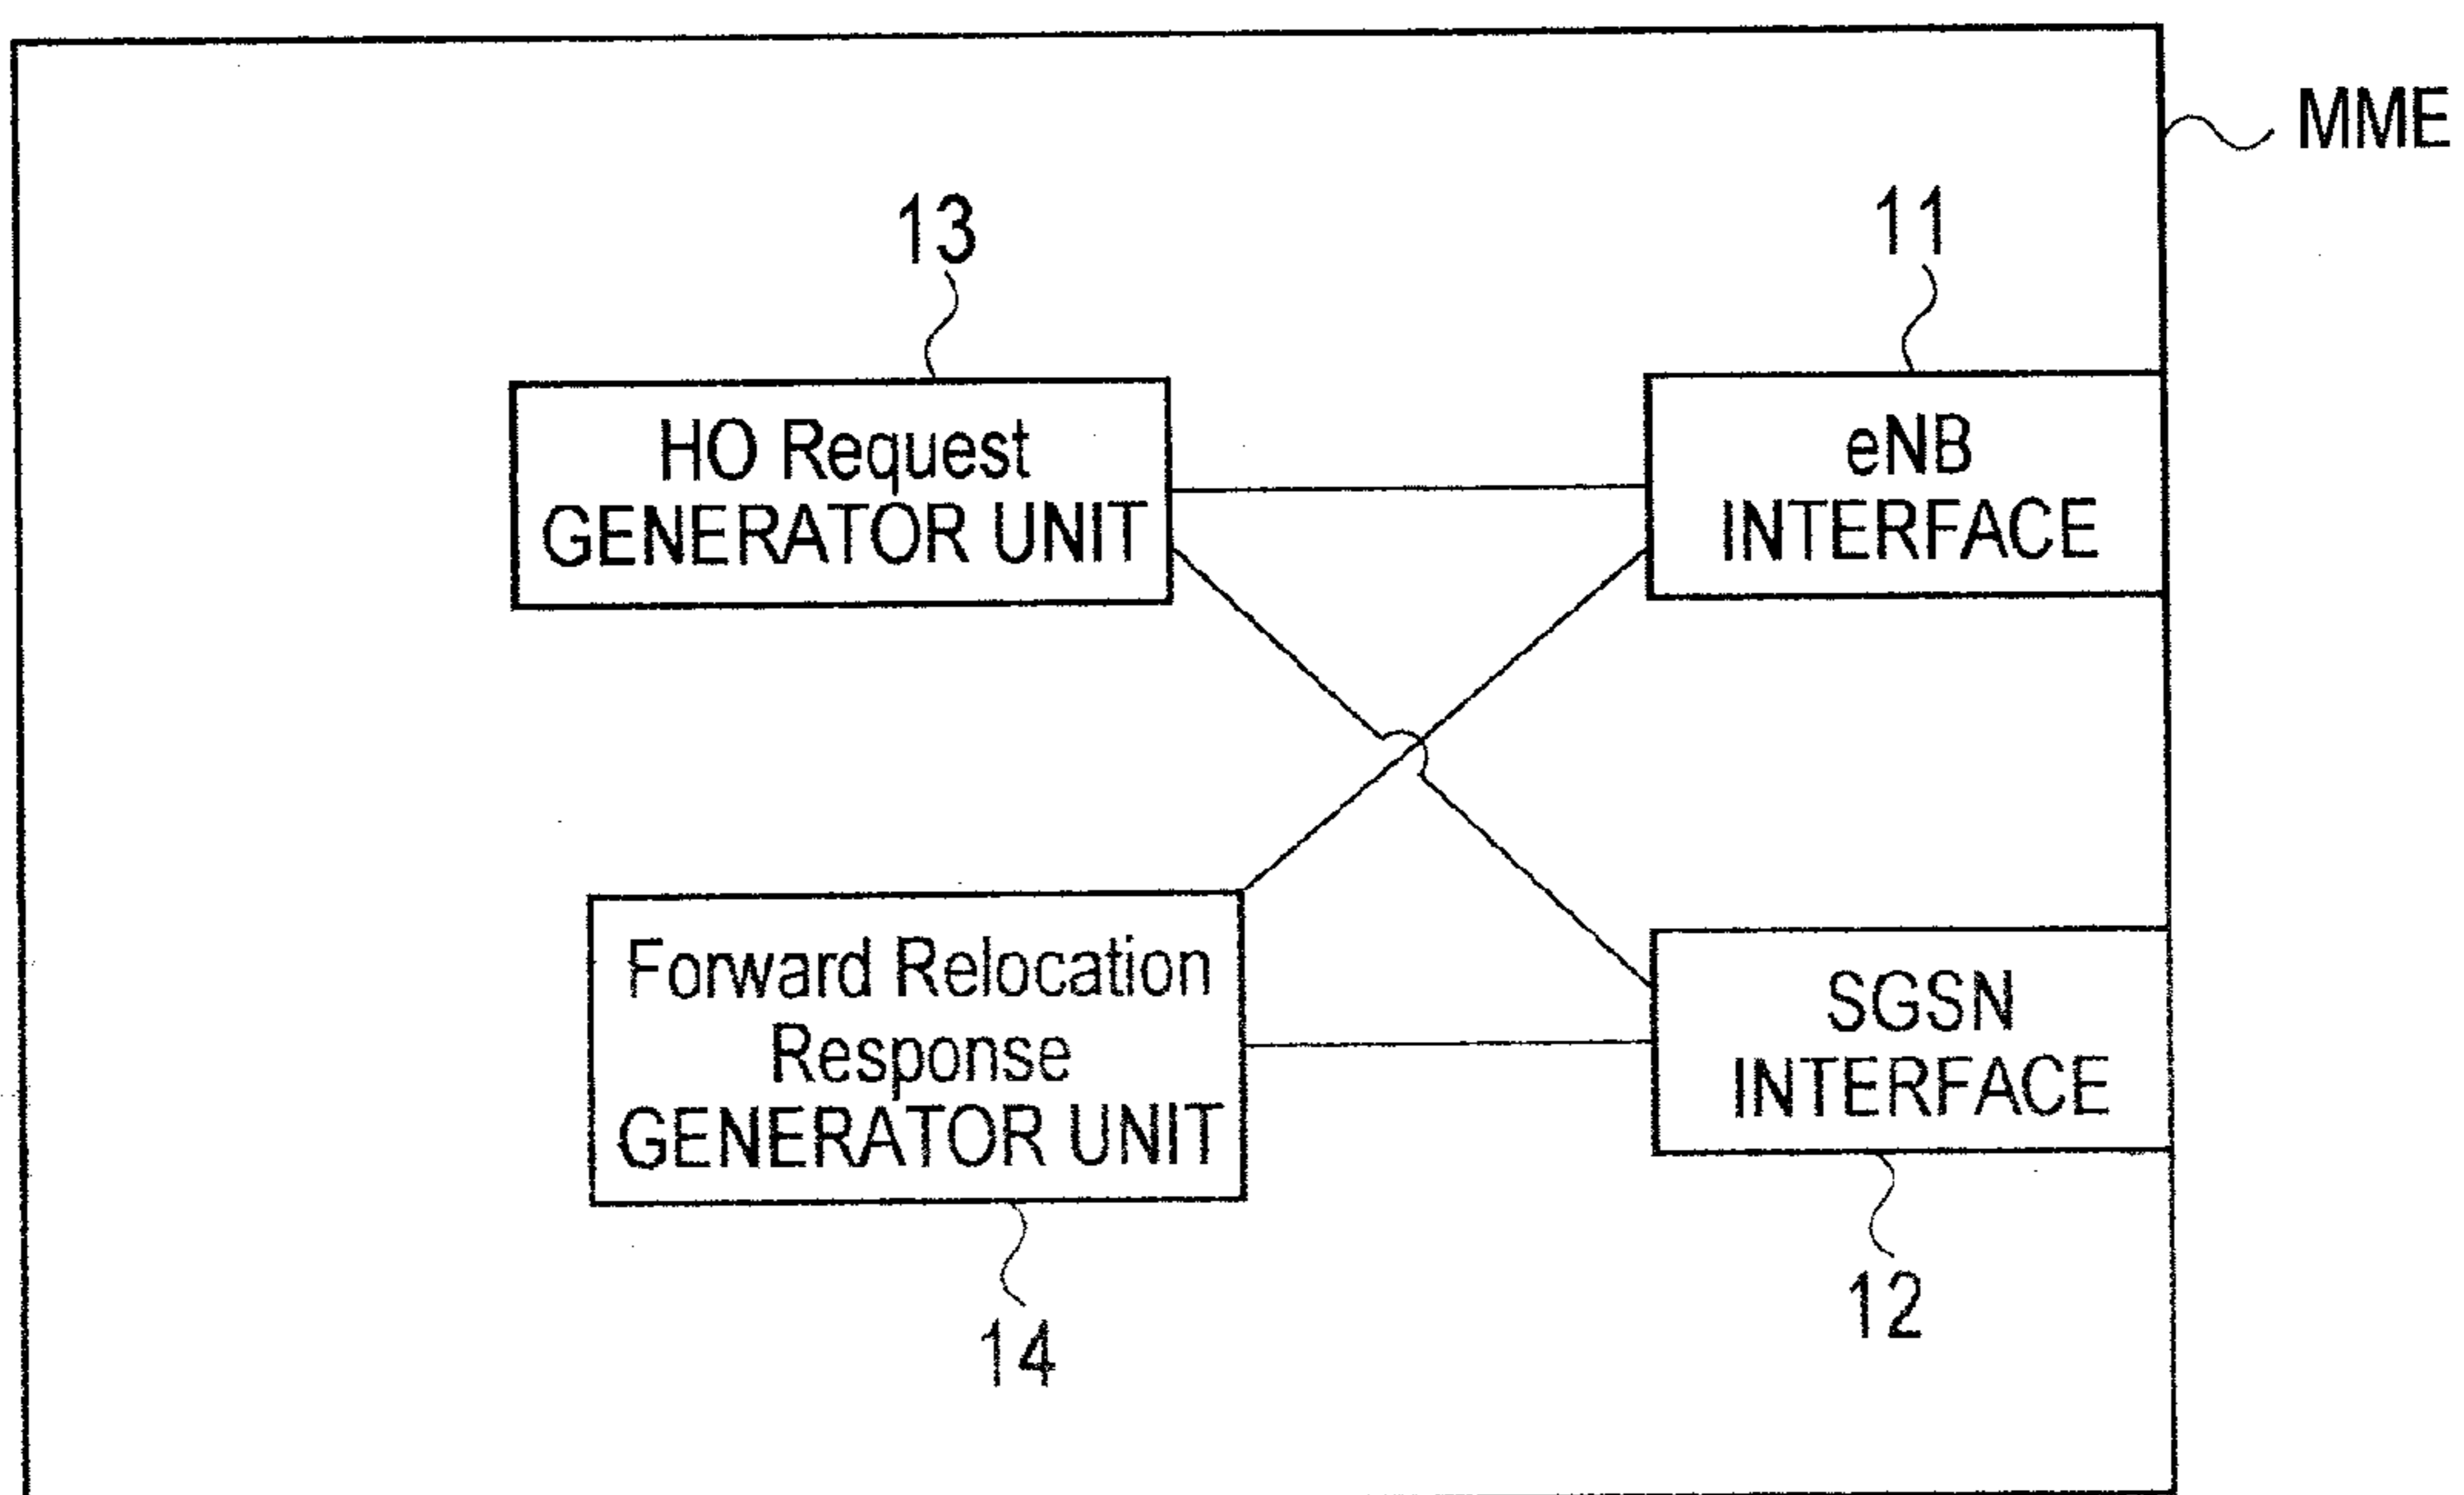 MME
13
11
HO Request
GENERATOR UNIT
eNB
INTERFACE
Forward Relocation
Response
GENERATOR UNIT
SGSN
INTERFACE
14
12